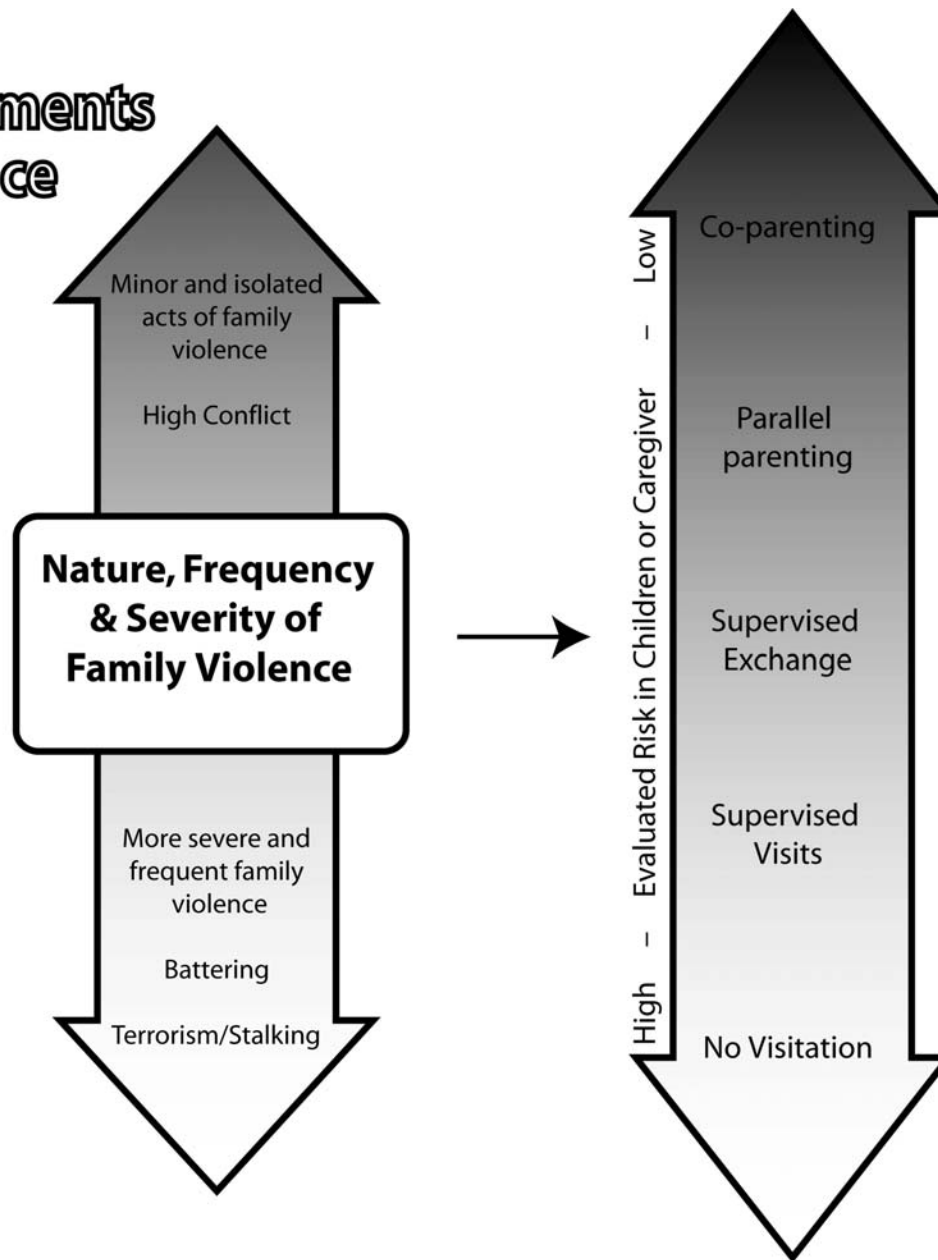 ments
ce
Minor and isolated
acts of family
violence
High Conflict
Nature, Frequency
& Severity of
Family Violence
More severe and
frequent family
violence
Battering
Terrorism/Stalking
High – Evaluated Risk in Children or Caregiver – Low
Co-parenting
Parallel
parenting
Supervised
Exchange
Supervised
Visits
No Visitation